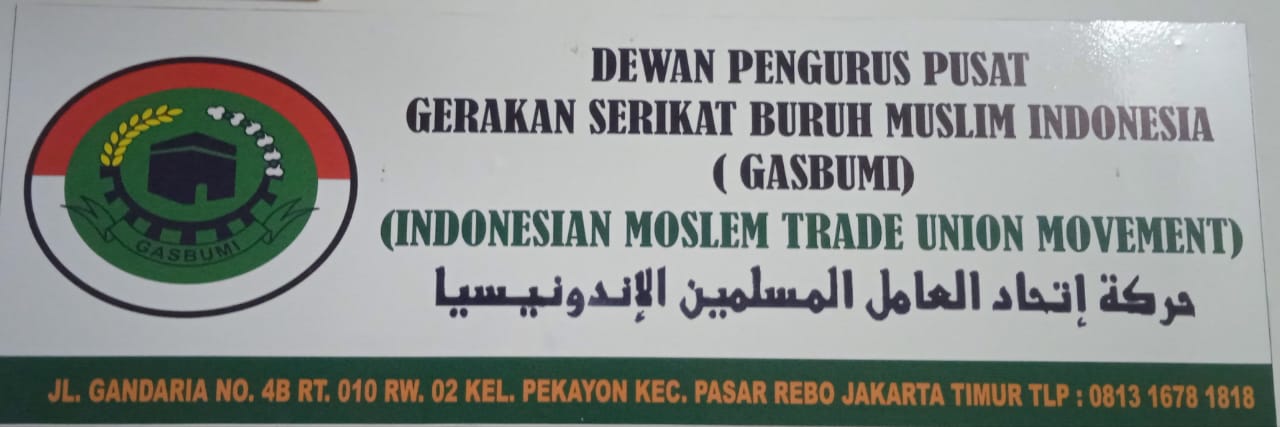 GASBUMI
DEWAN PENGURUS PUSAT
GERAKAN SERIKAT BURUH MUSLIM INDONESIA
( GASBUMI)
(INDONESIAN MOSLEM TRADE UNION MOVEMENT)
حركة إتحاد العامل المسلمين الإندونيسيا
JL. GANDARIA NO. 4B RT. 010 RW. 02 KEL. PEKAYON KEC. PASAR REBO JAKARTA TIMUR TLP : 0813 1678 1818